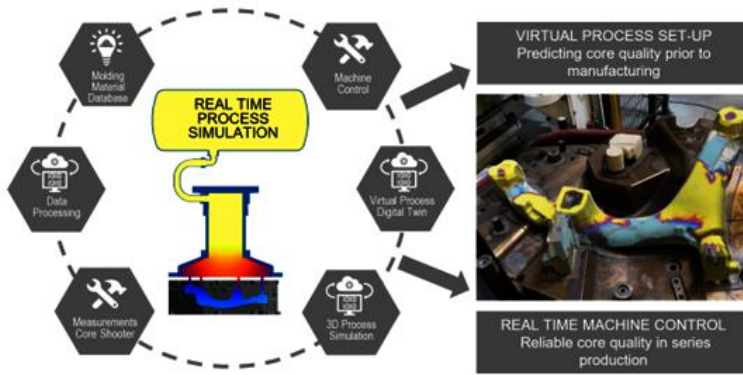 Molding
Material
Database
Machine
Control
REAL TIME
PROCESS
SIMULATION
Data
Processing
Virtual Process
Digital Twin
Measurements
Core Shooter
3D Process
Simulation
VIRTUAL PROCESS SET-UP
Predicting core quality prior to
manufacturing
REAL TIME MACHINE CONTROL
Reliable core quality in series
production